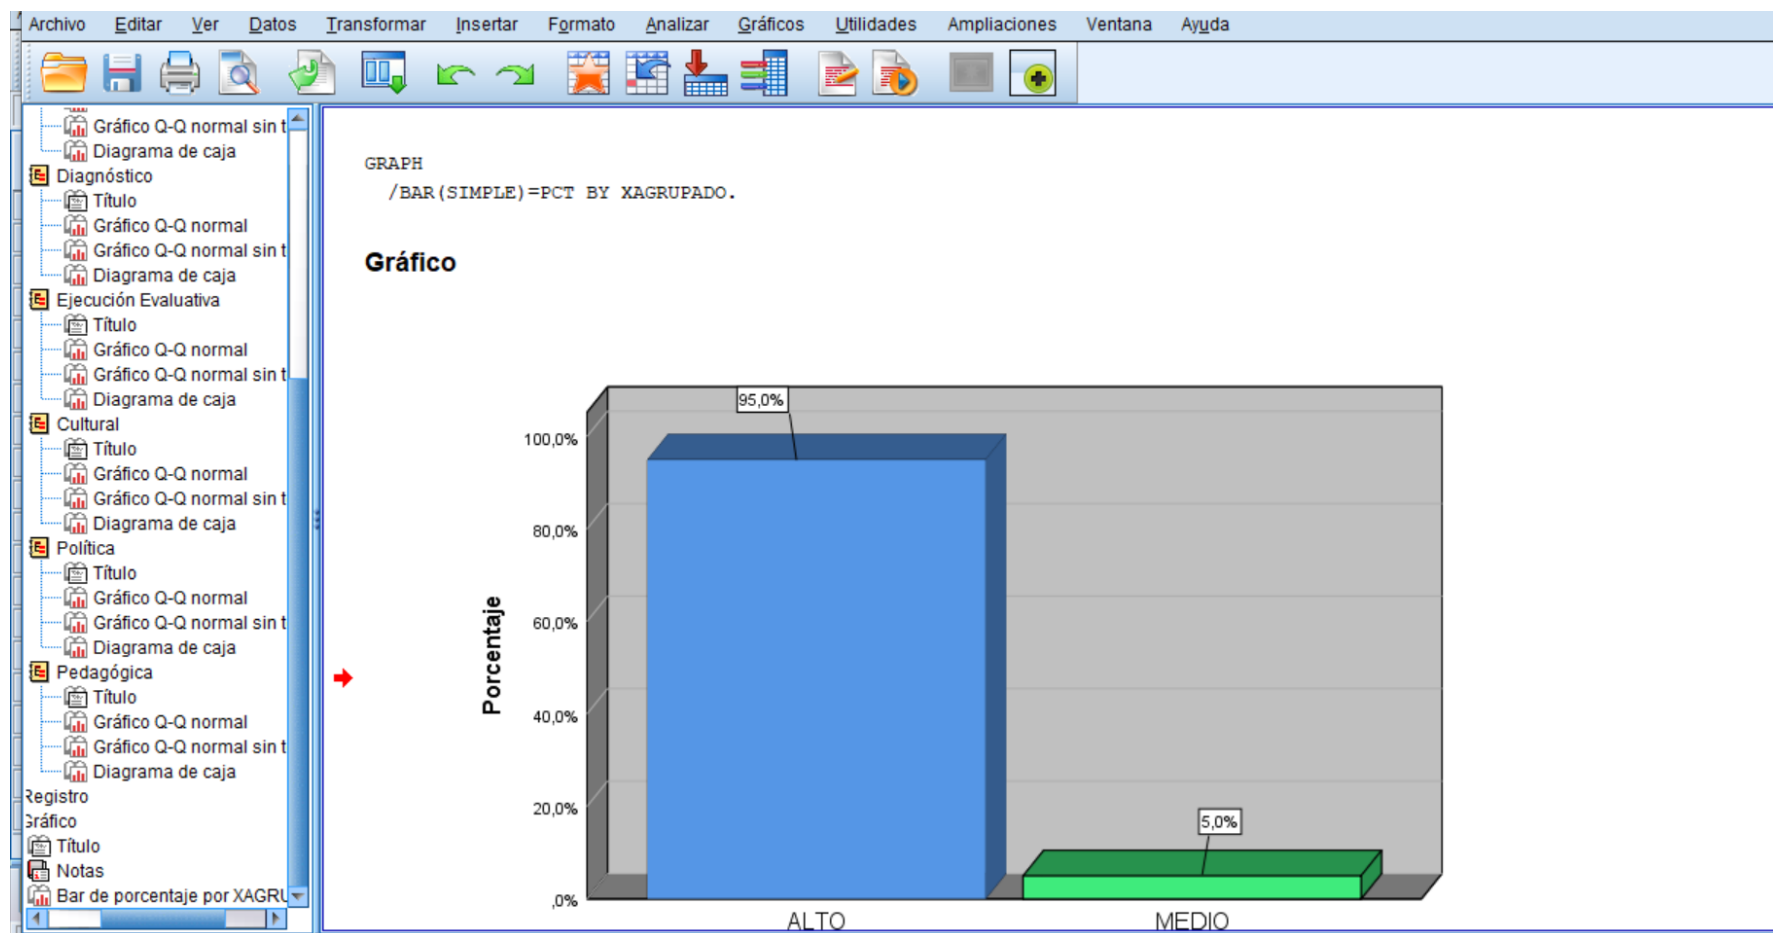 Archivo Editar Ver Datos Transformar Insertar Formato Analizar Gráficos Utilidades Ampliaciones Ventana Ayuda
Gráfico Q-Q normal sin t
Diagrama de caja
Diagnóstico
Título
Gráfico Q-Q normal
Gráfico Q-Q normal sin t
Diagrama de caja
Ejecución Evaluativa
Título
Gráfico Q-Q normal
Gráfico Q-Q normal sin t
Diagrama de caja
Cultural
Título
Gráfico Q-Q normal
Gráfico Q-Q normal sin t
Diagrama de caja
Política
Título
Gráfico Q-Q normal
Gráfico Q-Q normal sin t
Diagrama de caja
Pedagógica
Título
Gráfico Q-Q normal
Gráfico Q-Q normal sin t
Diagrama de caja
Registro
Gráfico
Título
Notas
Bar de porcentaje por XAGRU
GRAPH
/BAR(SIMPLE)=PCT BY XAGRUPADO.
Gráfico
95,0%
100,0%
80,0%
60,0%
40,0%
20,0%
,0%
Porcentaje
5,0%
ALTO
MEDIO